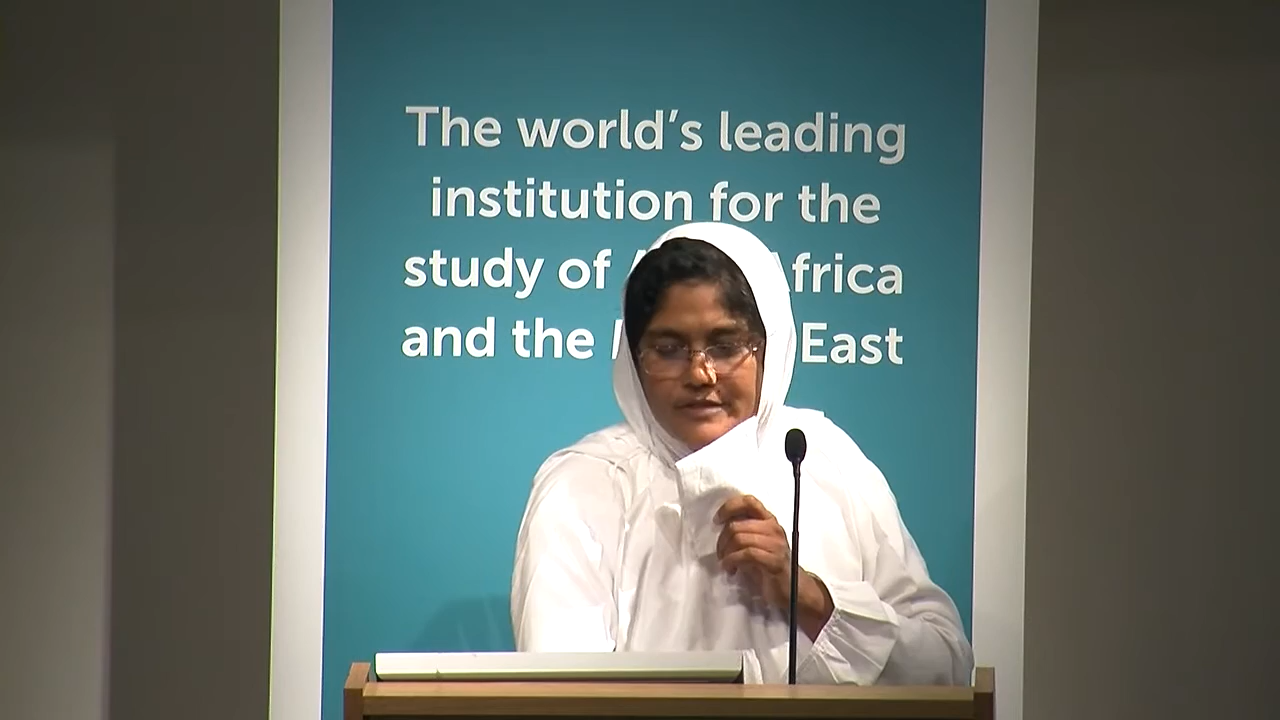 The world's leading
institution for the
study of Africa
and the East